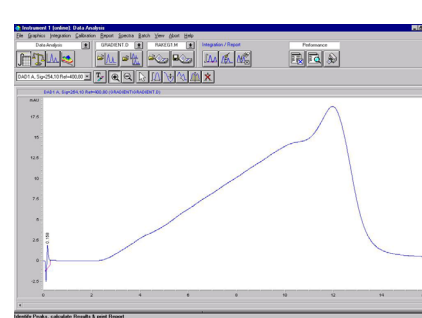 Instrument 1 (online): Data Analysis
File Graphics Integration Calibration Report Spectra Batch View Abort Help
Data Analysis GRADIENT.D RAKEG1.M Integration / Report Performance
DAD1 A, Sig=254,10 Ref=400,80
DAD1 A, Sig=254,10 Ref=400,80 (GRADIENT\GRADIENT.D)
mAU
17.5
15
12.5
10
7.5
5
2.5
0
-2.5
0.159
0 2 4 6 8 10 12 14
Identify Peaks, calculate Results & print Report